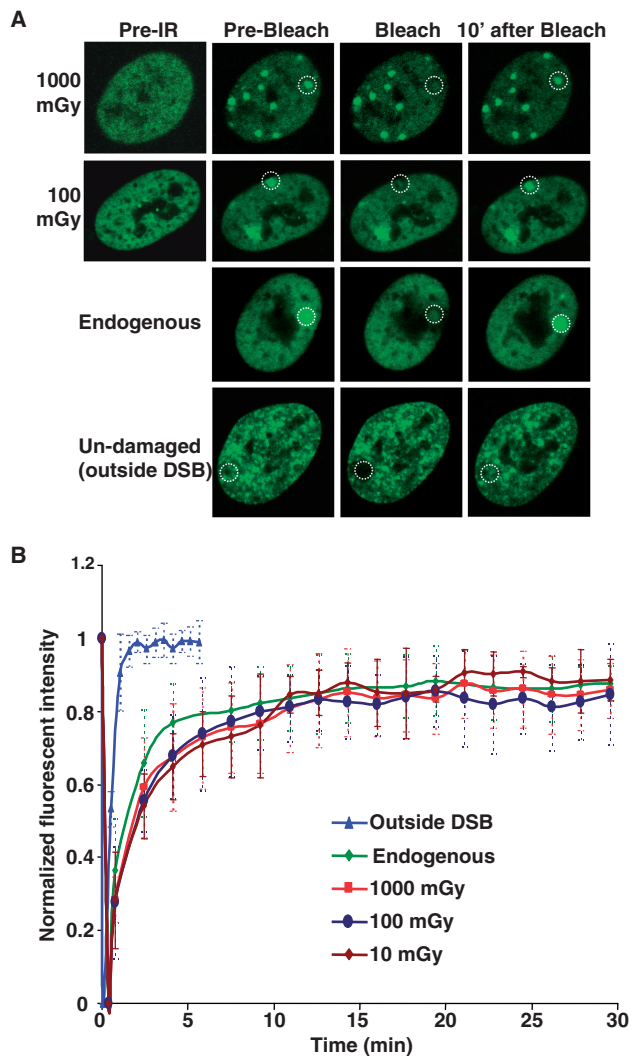 A
Pre-IR Pre-Bleach Bleach 10' after Bleach
1000
mGy
100
mGy
Endogenous
Un-damaged
(outside DSB)
B
1.2
1
0.8
0.6
0.4
0.2
0
Normalized fluorescent intensity
Outside DSB
Endogenous
1000 mGy
100 mGy
10 mGy
0 5 10 15 20 25 30
Time (min)